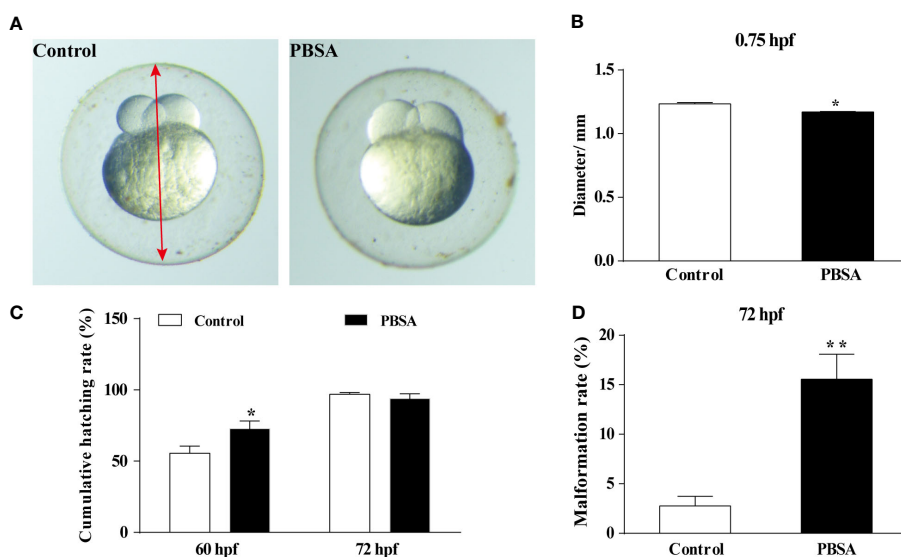 A
Control
PBSA
B
0.75 hpf
Diameter/ mm
1.5
1.0
0.5
0.0
*
Control
PBSA
C
Cumulative hatching rate (%)
150
100
50
0
Control
PBSA
*
60 hpf
72 hpf
D
72 hpf
Malformation rate (%)
20
15
10
5
0
**
Control
PBSA